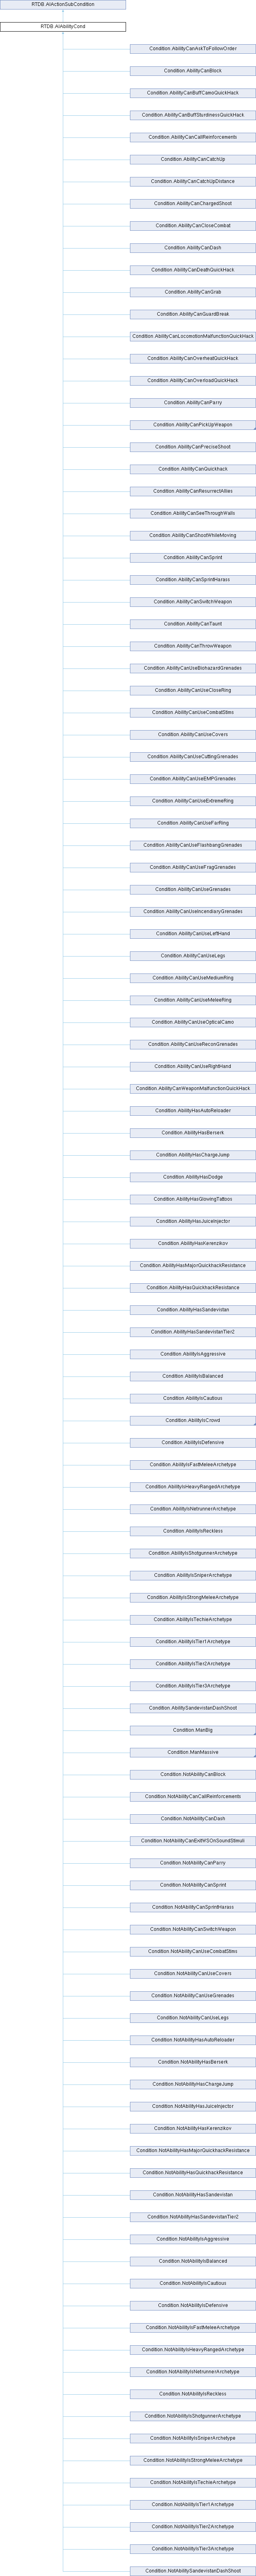 RTDB.AIActionSubCondition
RTDB.AIAbilityCond
Condition.AbilityCanAskToFollowOrder
Condition.AbilityCanBlock
Condition.AbilityCanBuffCamoQuickHack
Condition.AbilityCanBuffSturdinessQuickHack
Condition.AbilityCanCallReinforcements
Condition.AbilityCanCatchUp
Condition.AbilityCanCatchUpDistance
Condition.AbilityCanChargedShoot
Condition.AbilityCanCloseCombat
Condition.AbilityCanDash
Condition.AbilityCanDeathQuickHack
Condition.AbilityCanGrab
Condition.AbilityCanGuardBreak
Condition.AbilityCanLocomotionMalfunctionQuickHack
Condition.AbilityCanOverheatQuickHack
Condition.AbilityCanOverloadQuickHack
Condition.AbilityCanParry
Condition.AbilityCanPickUpWeapon
Condition.AbilityCanPreciseShoot
Condition.AbilityCanQuickhack
Condition.AbilityCanResurrectAllies
Condition.AbilityCanSeeThroughWalls
Condition.AbilityCanShootWhileMoving
Condition.AbilityCanSprint
Condition.AbilityCanSprintHarass
Condition.AbilityCanSwitchWeapon
Condition.AbilityCanTaunt
Condition.AbilityCanThrowWeapon
Condition.AbilityCanUseBiohazardGrenades
Condition.AbilityCanUseCloseRing
Condition.AbilityCanUseCombatStims
Condition.AbilityCanUseCovers
Condition.AbilityCanUseCuttingGrenades
Condition.AbilityCanUseEMPGrenades
Condition.AbilityCanUseExtremeRing
Condition.AbilityCanUseFarRing
Condition.AbilityCanUseFlashbangGrenades
Condition.AbilityCanUseFragGrenades
Condition.AbilityCanUseGrenades
Condition.AbilityCanUseIncendiaryGrenades
Condition.AbilityCanUseLeftHand
Condition.AbilityCanUseLegs
Condition.AbilityCanUseMediumRing
Condition.AbilityCanUseMeleeRing
Condition.AbilityCanUseOpticalCamo
Condition.AbilityCanUseReconGrenades
Condition.AbilityCanUseRightHand
Condition.AbilityCanWeaponMalfunctionQuickHack
Condition.AbilityHasAutoReloader
Condition.AbilityHasBerserk
Condition.AbilityHasChargeJump
Condition.AbilityHasDodge
Condition.AbilityHasGlowingTattoos
Condition.AbilityHasJuiceInjector
Condition.AbilityHasKerenzikov
Condition.AbilityHasMajorQuickhackResistance
Condition.AbilityHasQuickhackResistance
Condition.AbilityHasSandevistan
Condition.AbilityHasSandevistanTier2
Condition.AbilityIsAggressive
Condition.AbilityIsBalanced
Condition.AbilityIsCautious
Condition.AbilityIsCrowd
Condition.AbilityIsDefensive
Condition.AbilityIsFastMeleeArchetype
Condition.AbilityIsHeavyRangedArchetype
Condition.AbilityIsNetrunnerArchetype
Condition.AbilityIsReckless
Condition.AbilityIsShotgunnerArchetype
Condition.AbilityIsSniperArchetype
Condition.AbilityIsStrongMeleeArchetype
Condition.AbilityIsTechieArchetype
Condition.AbilityIsTier1Archetype
Condition.AbilityIsTier2Archetype
Condition.AbilityIsTier3Archetype
Condition.AbilitySandevistanDashShoot
Condition.ManBig
Condition.ManMassive
Condition.NotAbilityCanBlock
Condition.NotAbilityCanCallReinforcements
Condition.NotAbilityCanDash
Condition.NotAbilityCanExitWSOnSoundStimuli
Condition.NotAbilityCanParry
Condition.NotAbilityCanSprint
Condition.NotAbilityCanSprintHarass
Condition.NotAbilityCanSwitchWeapon
Condition.NotAbilityCanUseCombatStims
Condition.NotAbilityCanUseCovers
Condition.NotAbilityCanUseGrenades
Condition.NotAbilityCanUseLegs
Condition.NotAbilityHasAutoReloader
Condition.NotAbilityHasBerserk
Condition.NotAbilityHasChargeJump
Condition.NotAbilityHasJuiceInjector
Condition.NotAbilityHasKerenzikov
Condition.NotAbilityHasMajorQuickhackResistance
Condition.NotAbilityHasQuickhackResistance
Condition.NotAbilityHasSandevistan
Condition.NotAbilityHasSandevistanTier2
Condition.NotAbilityIsAggressive
Condition.NotAbilityIsBalanced
Condition.NotAbilityIsCautious
Condition.NotAbilityIsDefensive
Condition.NotAbilityIsFastMeleeArchetype
Condition.NotAbilityIsHeavyRangedArchetype
Condition.NotAbilityIsNetrunnerArchetype
Condition.NotAbilityIsReckless
Condition.NotAbilityIsShotgunnerArchetype
Condition.NotAbilityIsSniperArchetype
Condition.NotAbilityIsStrongMeleeArchetype
Condition.NotAbilityIsTechieArchetype
Condition.NotAbilityIsTier1Archetype
Condition.NotAbilityIsTier2Archetype
Condition.NotAbilityIsTier3Archetype
Condition.NotAbilitySandevistanDashShoot